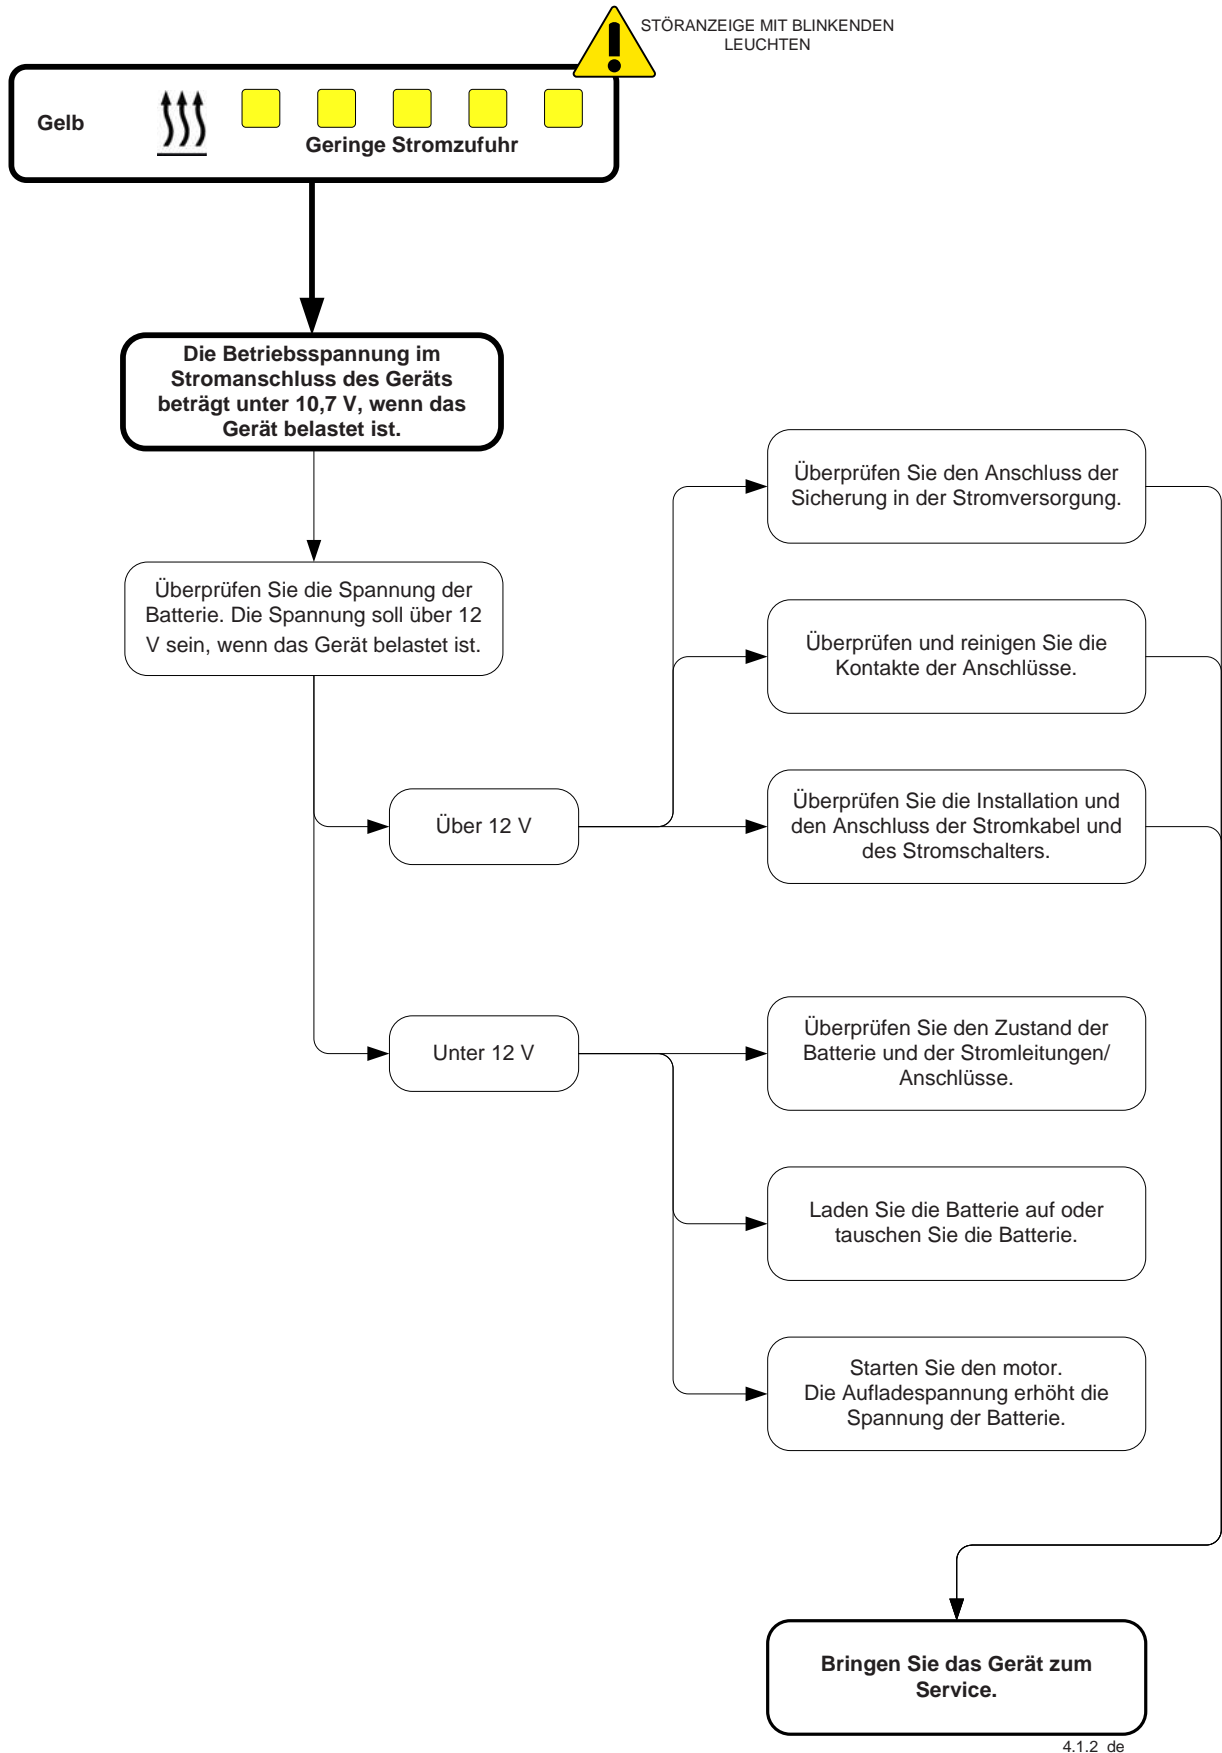 STÖRANZEIGE MIT BLINKENDEN
LEUCHTEN
Gelb
Geringe Stromzufuhr
Die Betriebsspannung im
Stromanschluss des Geräts
beträgt unter 10,7 V, wenn das
Gerät belastet ist.
Überprüfen Sie den Anschluss der
Sicherung in der Stromversorgung.
Überprüfen Sie die Spannung der
Batterie. Die Spannung soll über 12
V sein, wenn das Gerät belastet ist.
Überprüfen und reinigen Sie die
Kontakte der Anschlüsse.
Über 12 V
Überprüfen Sie die Installation und
den Anschluss der Stromkabel und
des Stromschalters.
Unter 12 V
Überprüfen Sie den Zustand der
Batterie und der Stromleitungen/
Anschlüsse.
Laden Sie die Batterie auf oder
tauschen Sie die Batterie.
Starten Sie den motor.
Die Aufladespannung erhöht die
Spannung der Batterie.
Bringen Sie das Gerät zum
Service.
4.1.2_de